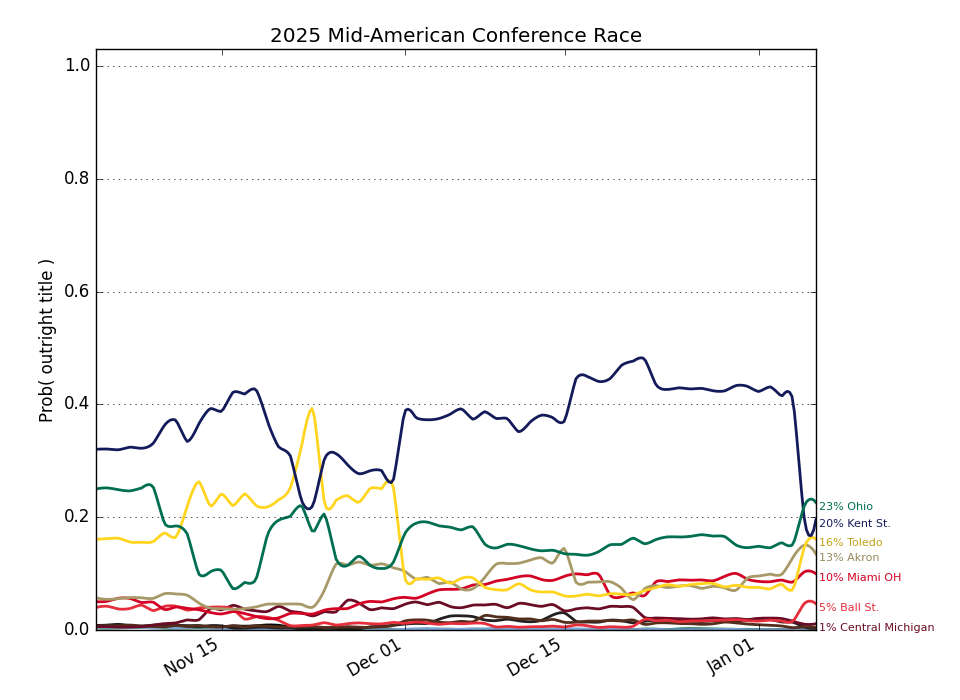 2025 Mid-American Conference Race
Prob( outright title )
1.0
0.8
0.6
0.4
0.2
0.0
23% Ohio
20% Kent St.
16% Toledo
13% Akron
10% Miami OH
5% Ball St.
1% Central Michigan
Nov 15
Dec 01
Dec 15
Jan 01